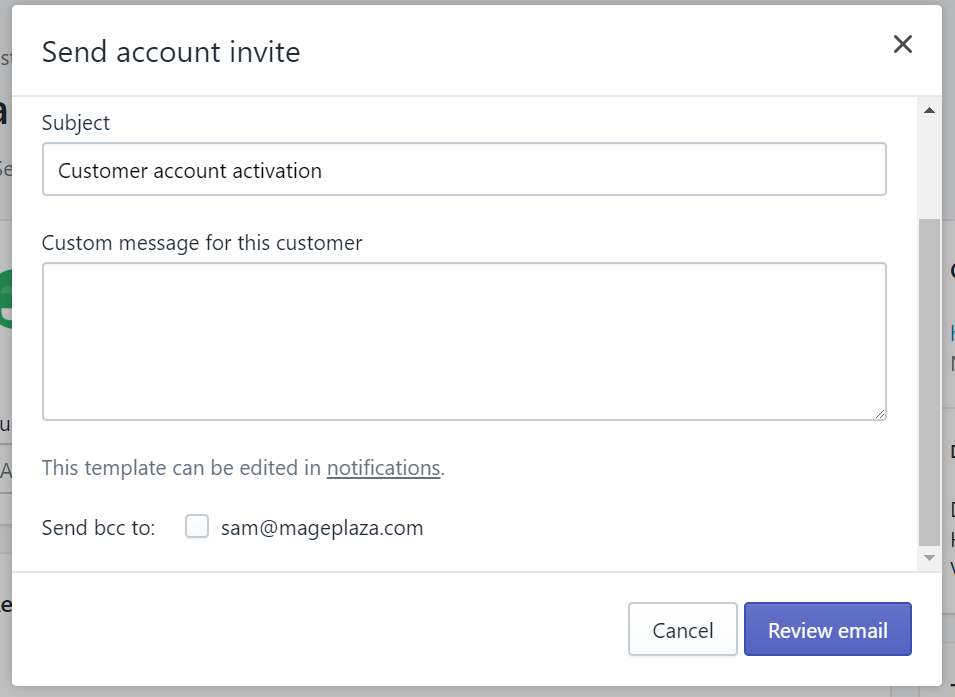 Send account invite
Subject
Customer account activation
Custom message for this customer
This template can be edited in notifications.
Send bcc to: sam@mageplaza.com
Cancel Review email